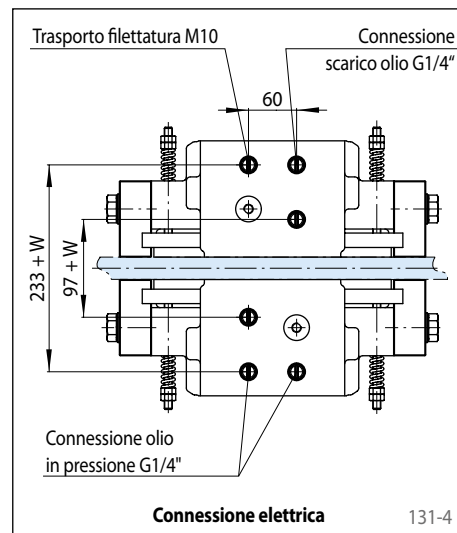 Trasporto filettatura M10
Connessione
scarico olio G1/4“
60
233 + W
97 + W
Connessione olio
in pressione G1/4"
Connessione elettrica
131-4